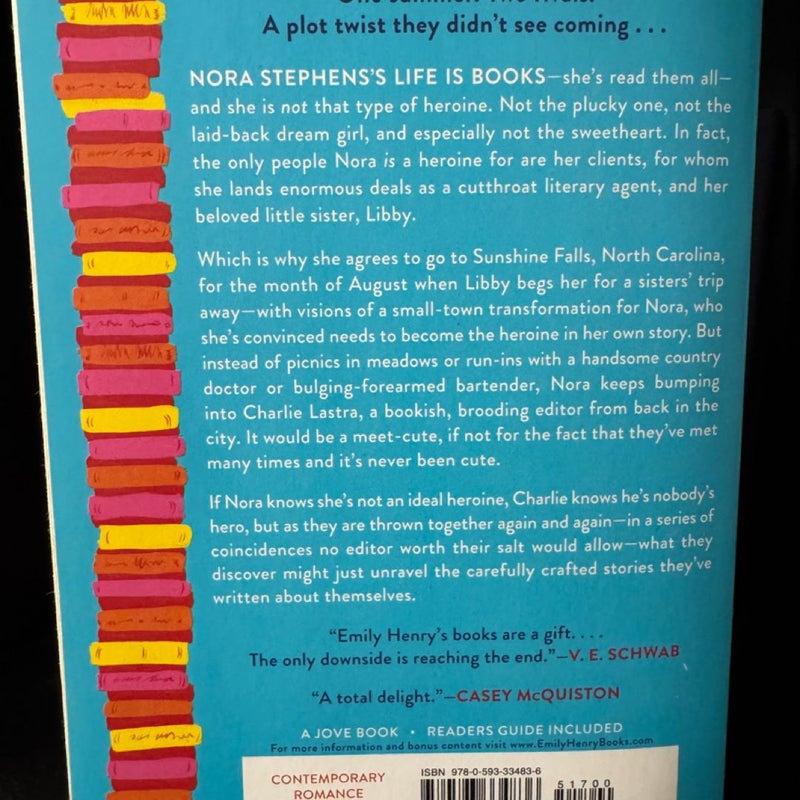 One summer. Two rivals.
A plot twist they didn't see coming . . .
NORA STEPHENS'S LIFE IS BOOKS—she's read them all—
and she is not that type of heroine. Not the plucky one, not the
laid-back dream girl, and especially not the sweetheart. In fact,
the only people Nora is a heroine for are her clients, for whom
she lands enormous deals as a cutthroat literary agent, and her
beloved little sister, Libby.
Which is why she agrees to go to Sunshine Falls, North Carolina,
for the month of August when Libby begs her for a sisters' trip
away—with visions of a small-town transformation for Nora, who
she's convinced needs to become the heroine in her own story. But
instead of picnics in meadows or run-ins with a handsome country
doctor or bulging-forearmed bartender, Nora keeps bumping
into Charlie Lastra, a bookish, brooding editor from back in the
city. It would be a meet-cute, if not for the fact that they've met
many times and it's never been cute.
If Nora knows she's not an ideal heroine, Charlie knows he's nobody's
hero, but as they are thrown together again and again—in a series of
coincidences no editor worth their salt would allow—what they
discover might just unravel the carefully crafted stories they've
written about themselves.
"Emily Henry's books are a gift. . . .
The only downside is reaching the end."—V. E. SCHWAB
"A total delight."—CASEY McQUISTON
A JOVE BOOK • READERS GUIDE INCLUDED
For more information and bonus content visit www.EmilyHenryBooks.com
CONTEMPORARY
ROMANCE
ISBN 978-0-593-33483-6
51700